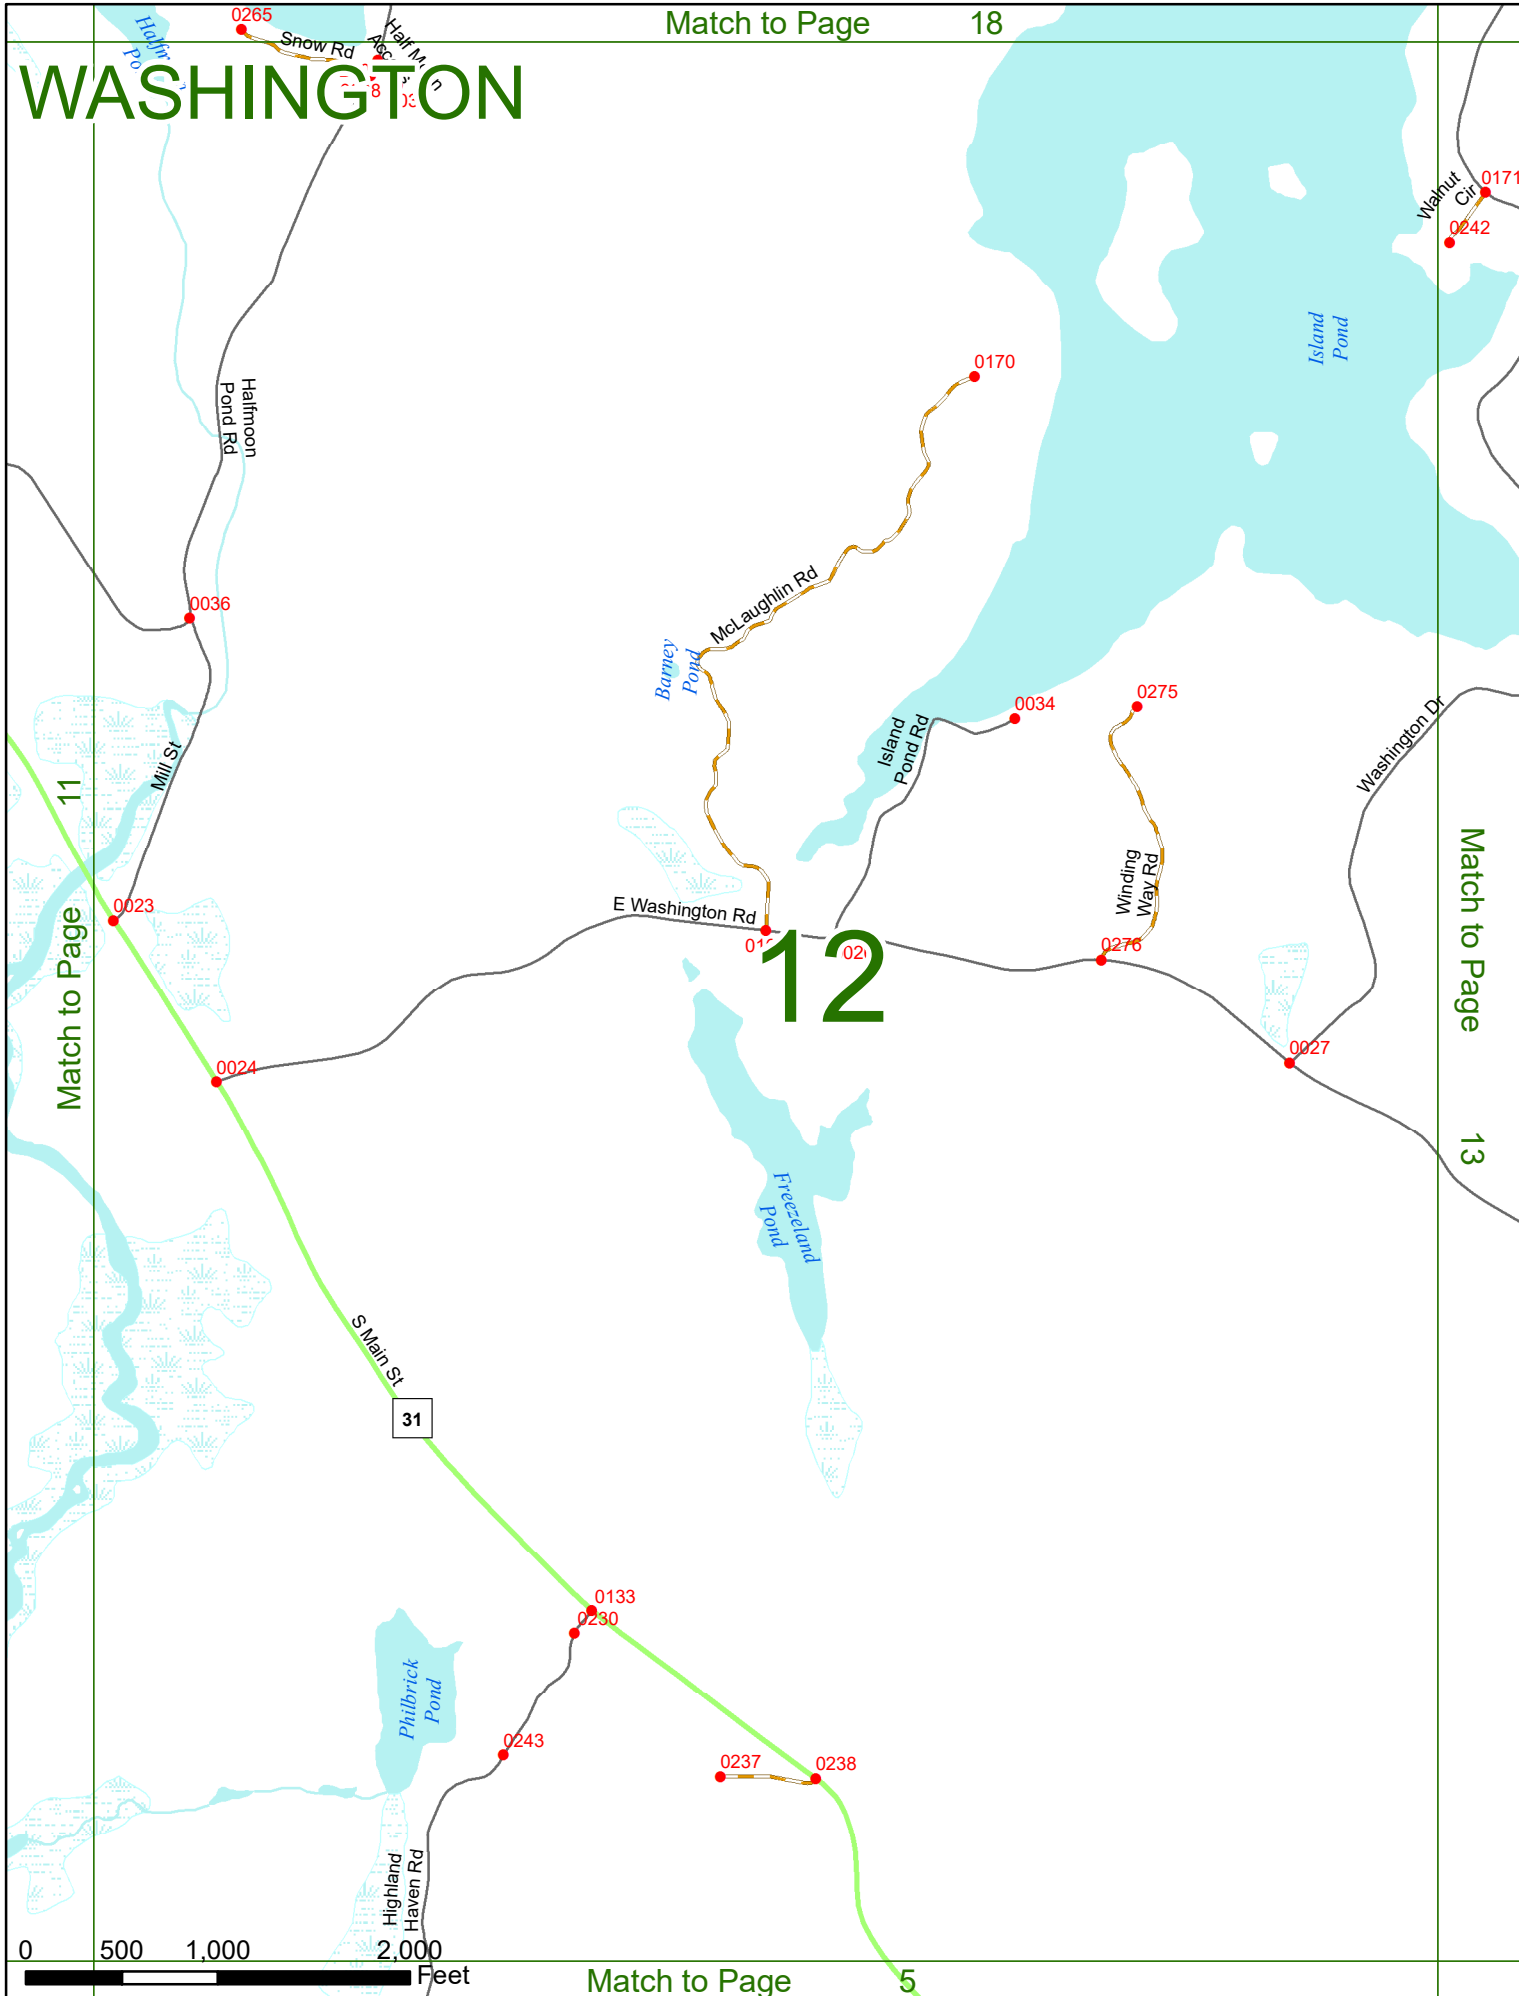 Match to Page 18
WASHINGTON
0265
Snow Rd
Half
0171
Walnut
Cir
0242
Island
Pond
0170
Halfmoon
Pond Rd
0036
McLaughlin Rd
Barney
Pond
0034
0275
Island
Pond Rd
Washington Dr
Mill St
Match to Page 11
0023
E Washington Rd
Winding
Way Rd
0276
12
Match to Page 13
0024
0027
Freezeland
Pond
S Main St
31
0133
0230
Philbrick
Pond
0243
0237
0238
Highland
Haven Rd
0 500 1,000 2,000
Feet
Match to Page 5